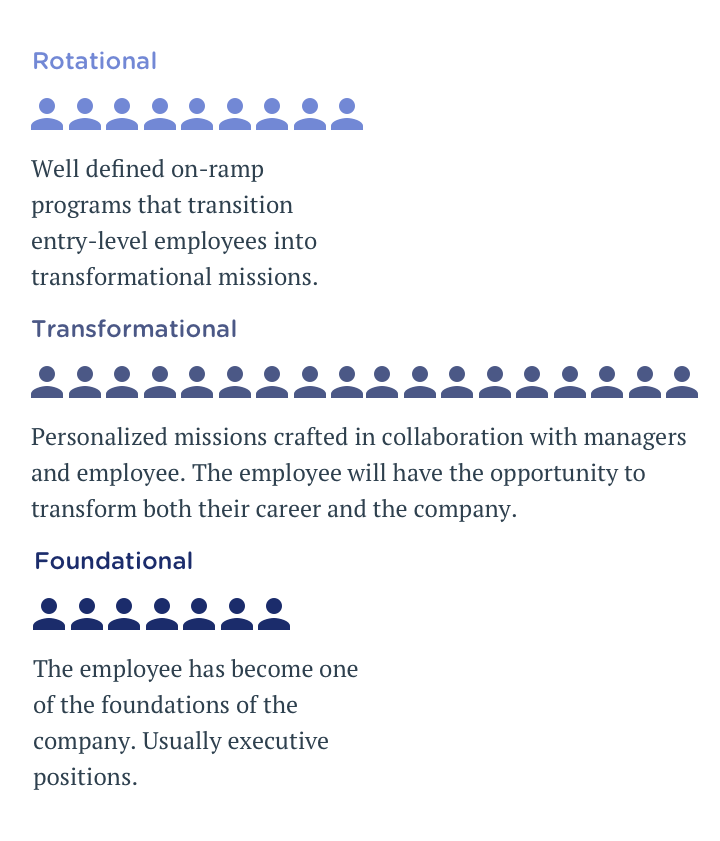 Rotational
Well defined on-ramp
programs that transition
entry-level employees into
transformational missions.
Transformational
Personalized missions crafted in collaboration with managers
and employee. The employee will have the opportunity to
transform both their career and the company.
Foundational
The employee has become one
of the foundations of the
company. Usually executive
positions.